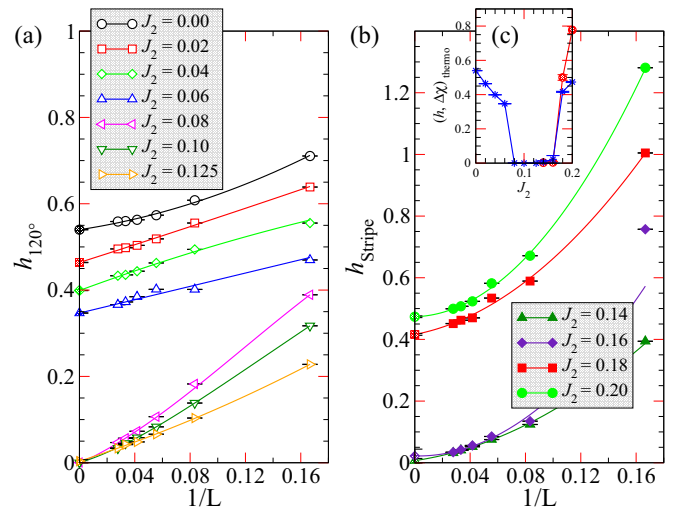 (a)
J2 = 0.00
J2 = 0.02
J2 = 0.04
J2 = 0.06
J2 = 0.08
J2 = 0.10
J2 = 0.125
h120°
1
0.8
0.6
0.4
0.2
0
0 0.04 0.08 0.12 0.16
1/L
(b)
hStripe
1.2
1
0.8
0.6
0.4
0.2
0
0 0.04 0.08 0.12 0.16
1/L
J2 = 0.14
J2 = 0.16
J2 = 0.18
J2 = 0.20
(c)
(h, Δχ) thermo
0.8
0.6
0.4
0.2
0
0 0.1 0.2
J2